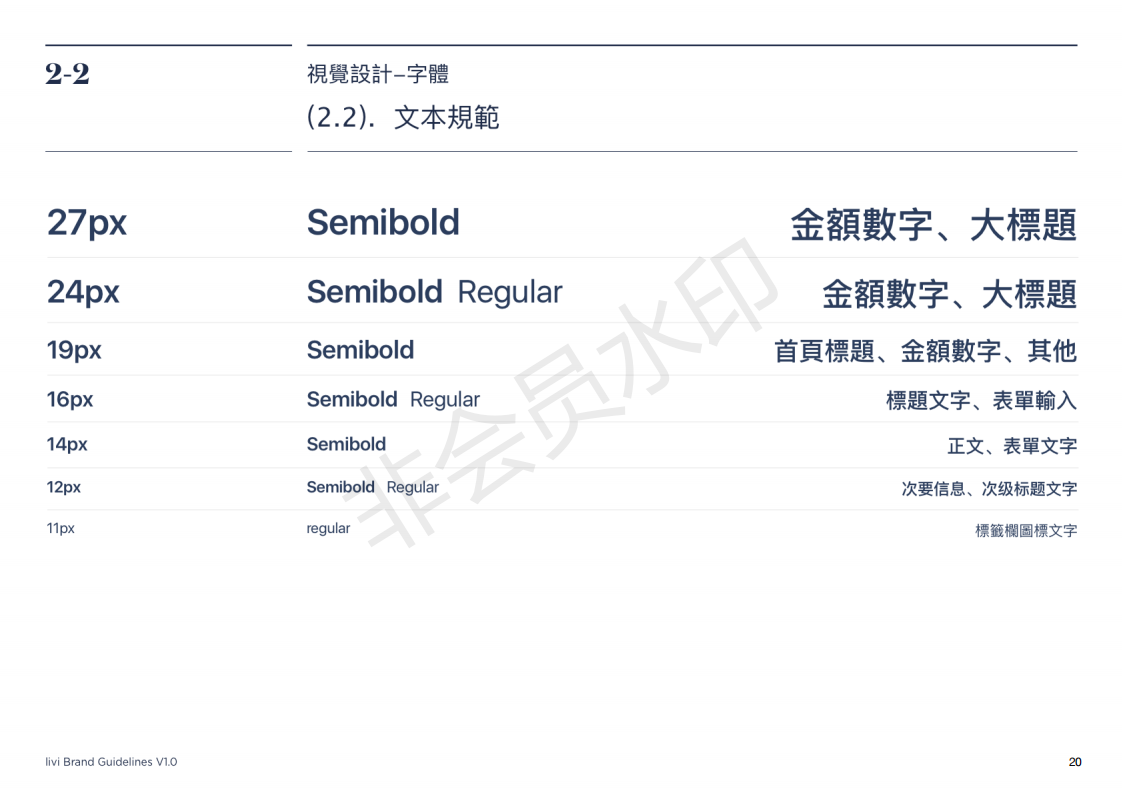 2-2
視覺設計–字體
(2.2). 文本規範
27px Semibold 金額數字、大標題
24px Semibold Regular 金額數字、大標題
19px Semibold 首頁標題、金額數字、其他
16px Semibold Regular 標題文字、表單輸入
14px Semibold 正文、表單文字
12px Semibold Regular 次要信息、次级标题文字
11px regular 標籤欄圖標文字
非会员水印
livi Brand Guidelines V1.0
20